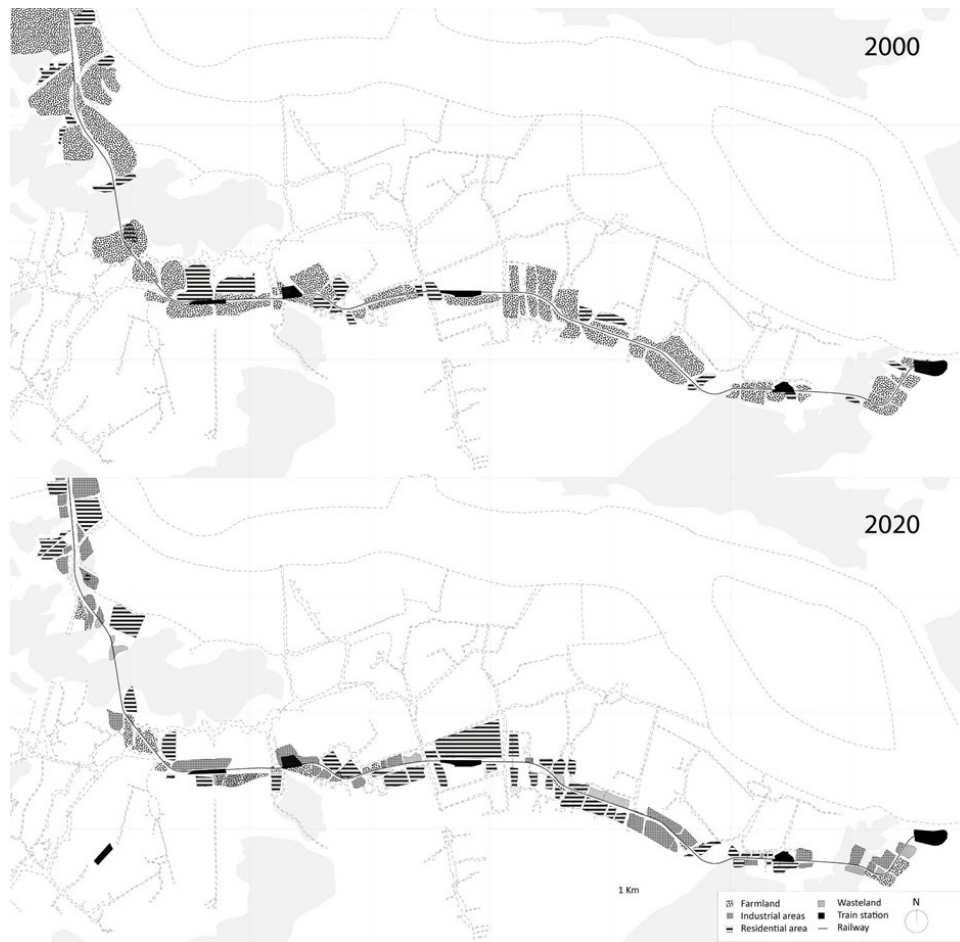 2000
2020
1 Km
Farmland
Wasteland
N
Industrial areas
Train station
Residential area
Railway